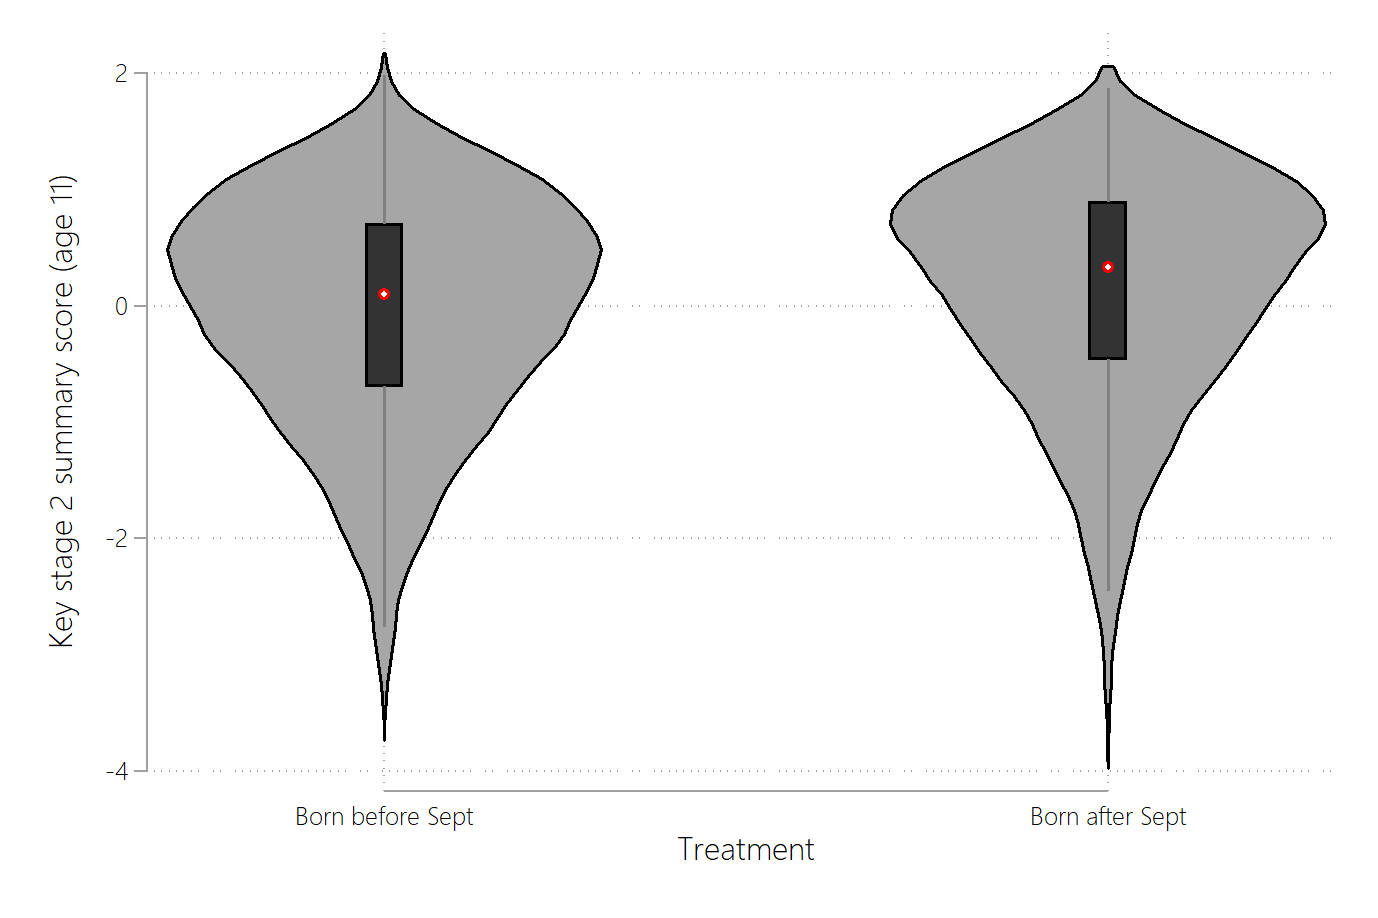 Key stage 2 summary score (age 11)
2
0
-2
-4
Born before Sept
Born after Sept
Treatment